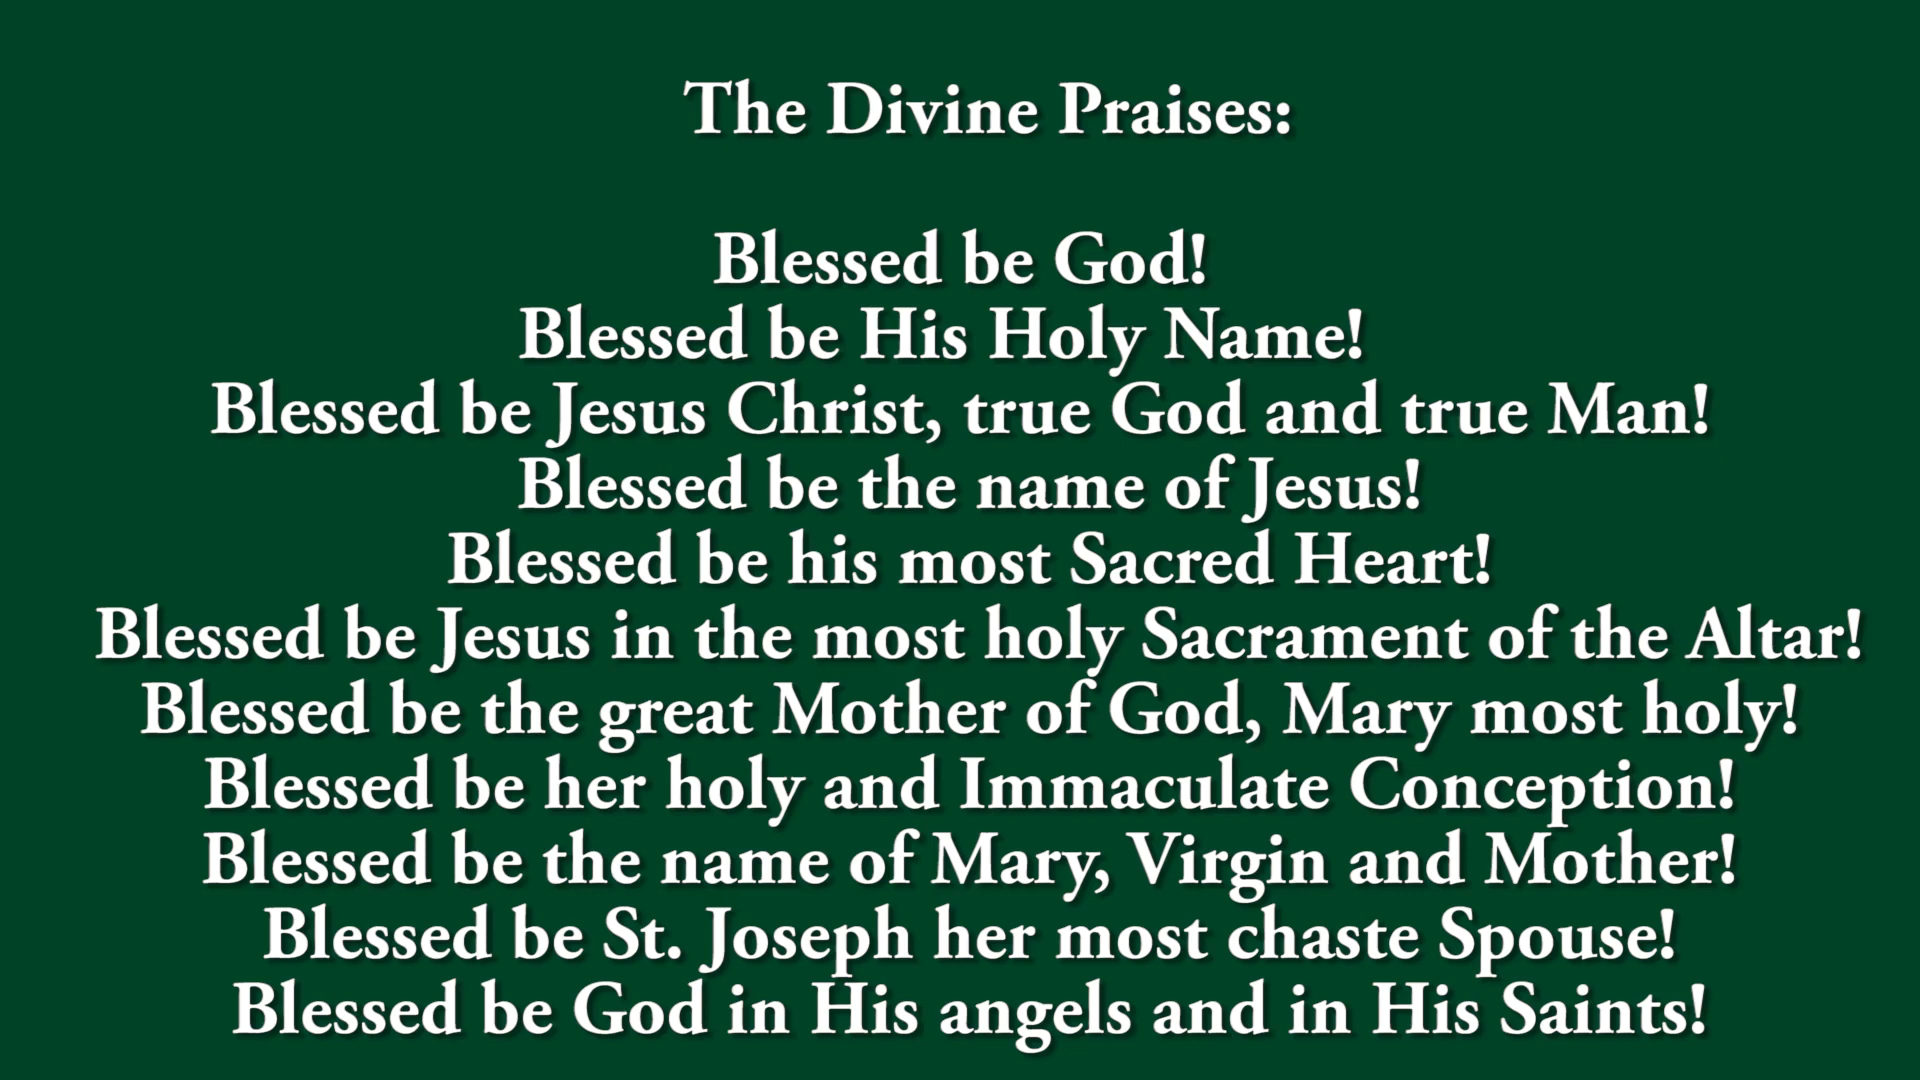 The Divine Praises:
Blessed be God!
Blessed be His Holy Name!
Blessed be Jesus Christ, true God and true Man!
Blessed be the name of Jesus!
Blessed be his most Sacred Heart!
Blessed be Jesus in the most holy Sacrament of the Altar!
Blessed be the great Mother of God, Mary most holy!
Blessed be her holy and Immaculate Conception!
Blessed be the name of Mary, Virgin and Mother!
Blessed be St. Joseph her most chaste Spouse!
Blessed be God in His angels and in His Saints!